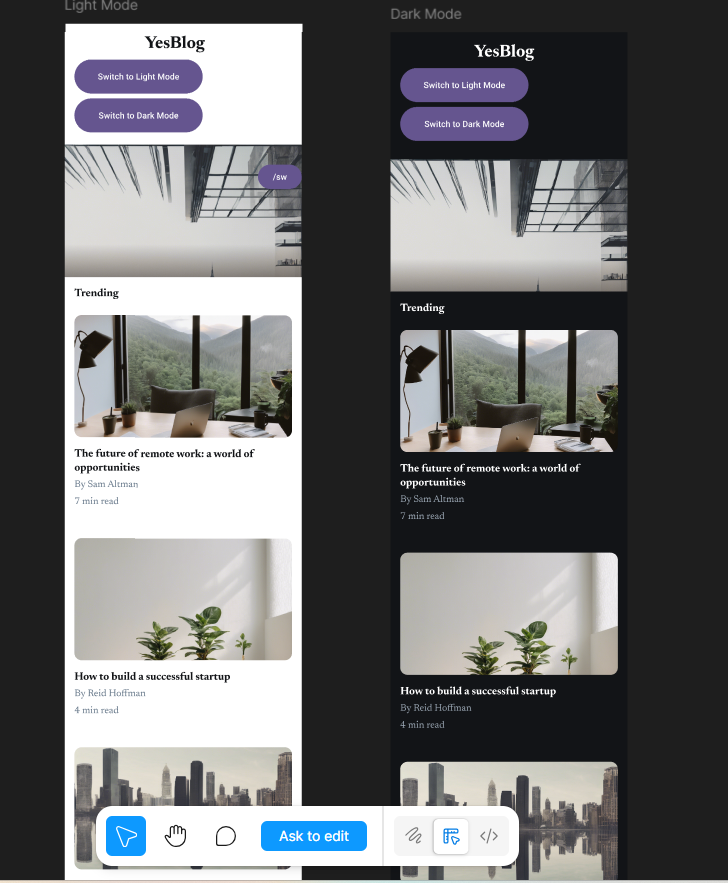 Light Mode
YesBlog
Switch to Light Mode
Switch to Dark Mode
/sw
Trending
The future of remote work: a world of
opportunities
By Sam Altman
7 min read
How to build a successful startup
By Reid Hoffman
4 min read
Dark Mode
YesBlog
Switch to Light Mode
Switch to Dark Mode
Trending
The future of remote work: a world of
opportunities
By Sam Altman
7 min read
How to build a successful startup
By Reid Hoffman
4 min read
Ask to edit